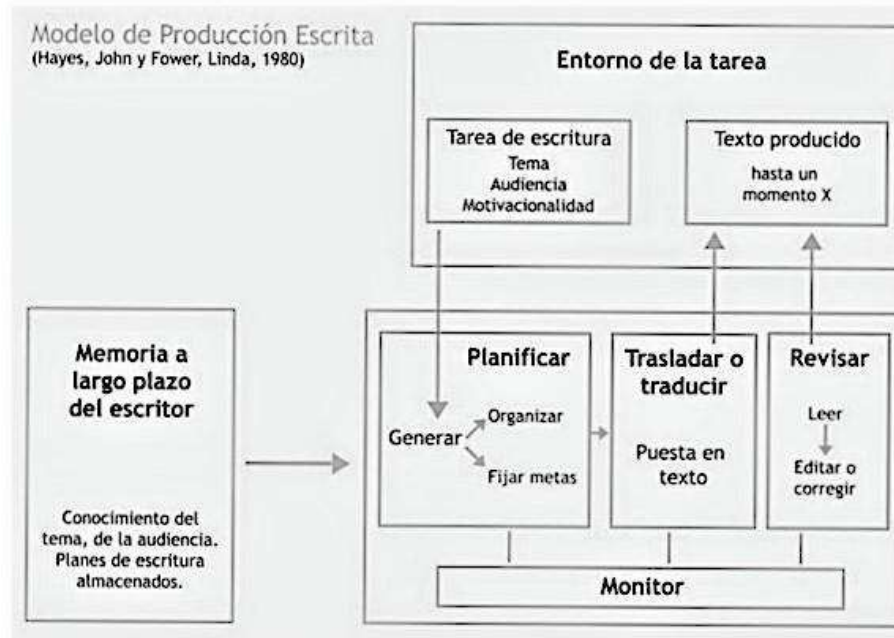 Modelo de Producción Escrita
(Hayes, John y Fower, Linda, 1980)
Entorno de la tarea
Tarea de escritura
Tema
Audiencia
Motivacionalidad
Texto producido
hasta un
momento X
Memoria a
largo plazo
del escritor
Conocimiento del
tema, de la audiencia.
Planes de escritura
almacenados.
Planificar
Generar
Organizar
Fijar metas
Trasladar o
traducir
Puesta en
texto
Revisar
Leer
Editar o
corregir
Monitor